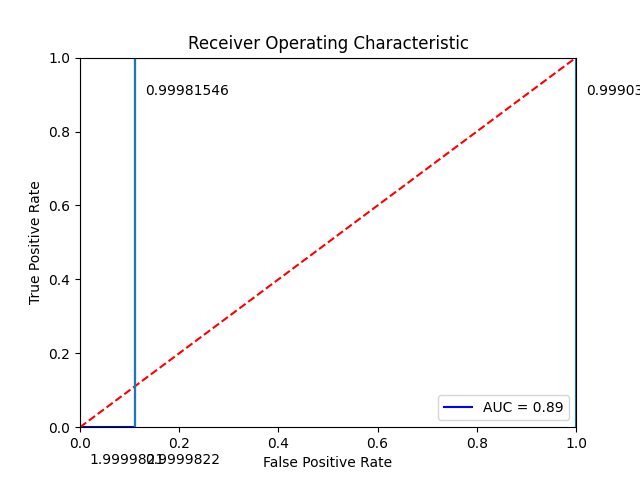 Receiver Operating Characteristic
1.0
0.99981546
0.99903
0.8
0.6
True Positive Rate
0.4
0.2
AUC = 0.89
0.0
0.0 0.2 0.4 0.6 0.8 1.0
0.9999822
False Positive Rate